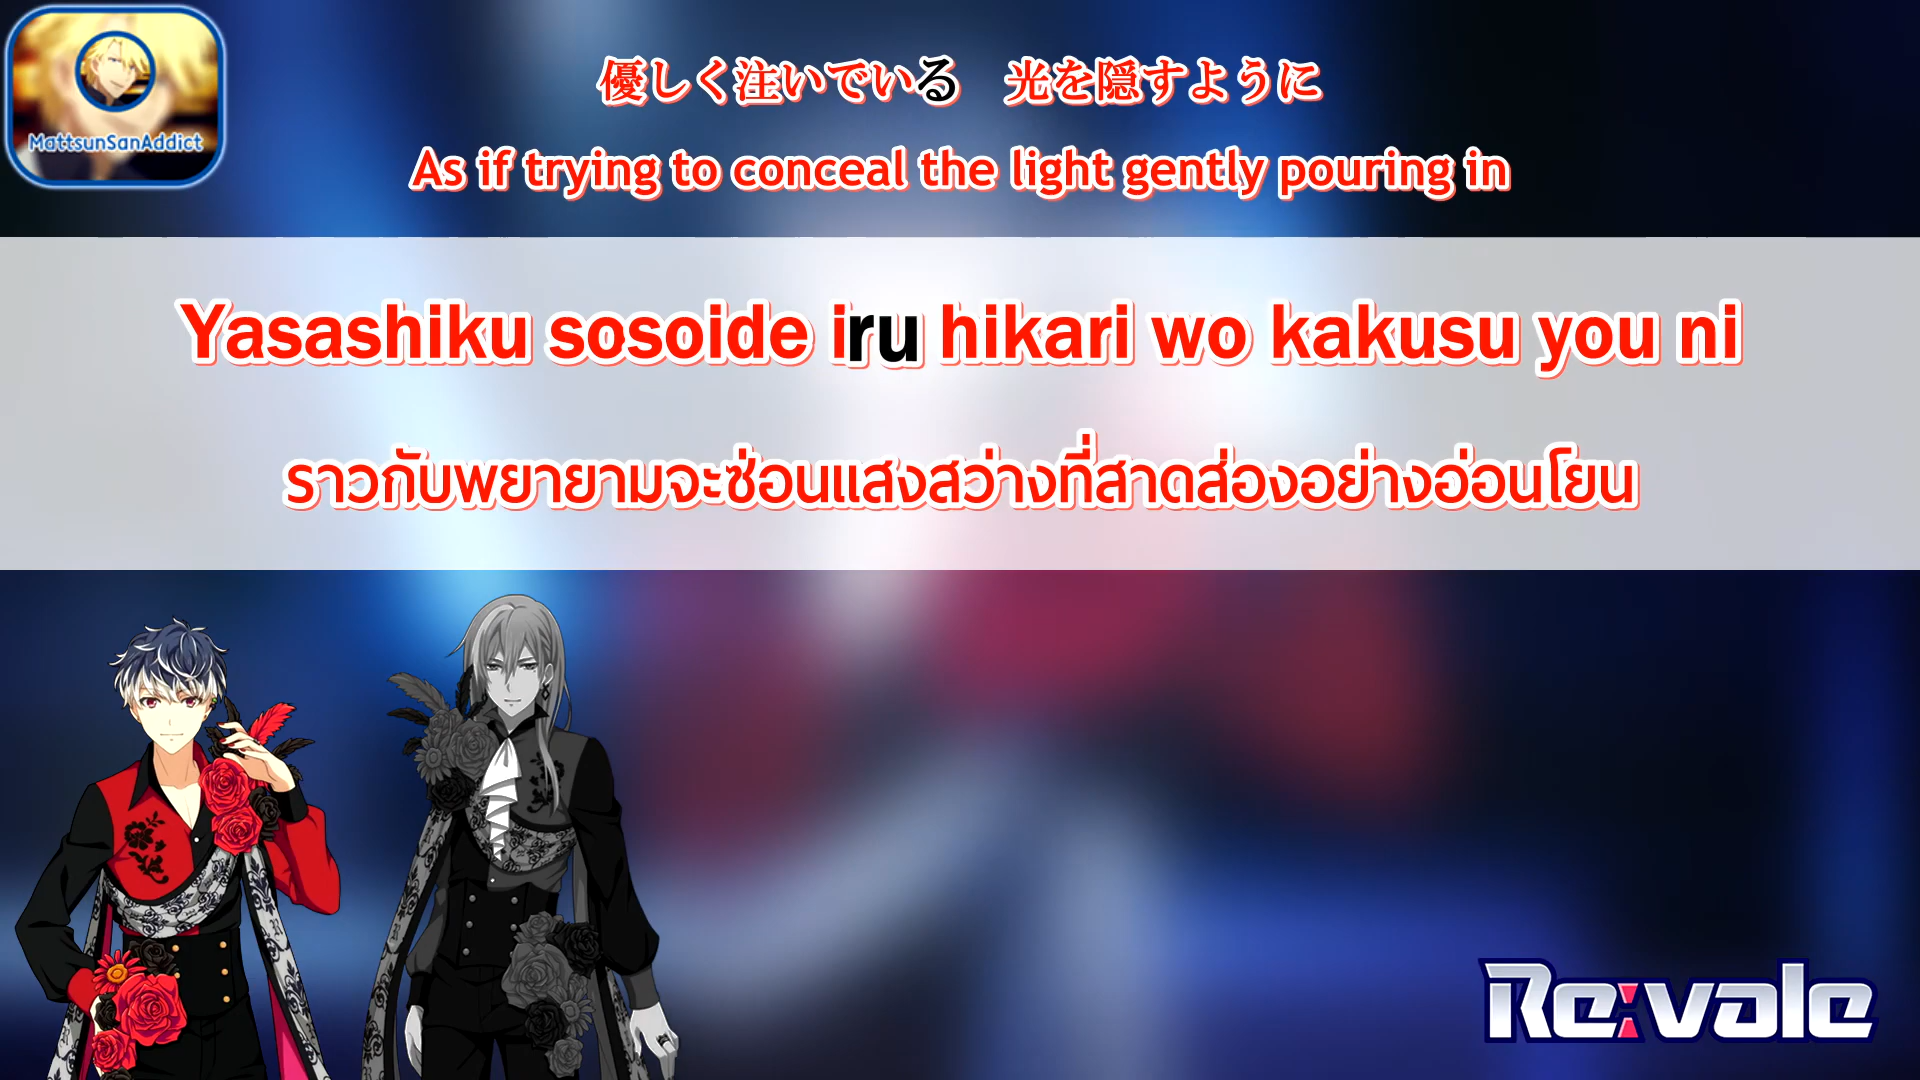 優しく注いでいる　光を隠すように
MattsunSanAddict
As if trying to conceal the light gently pouring in
Yasashiku sosoide iru hikari wo kakusu you ni
ราวกับพยายามจะซ่อนแสงสว่างที่สาดส่องอย่างอ่อนโยน
Re:vale